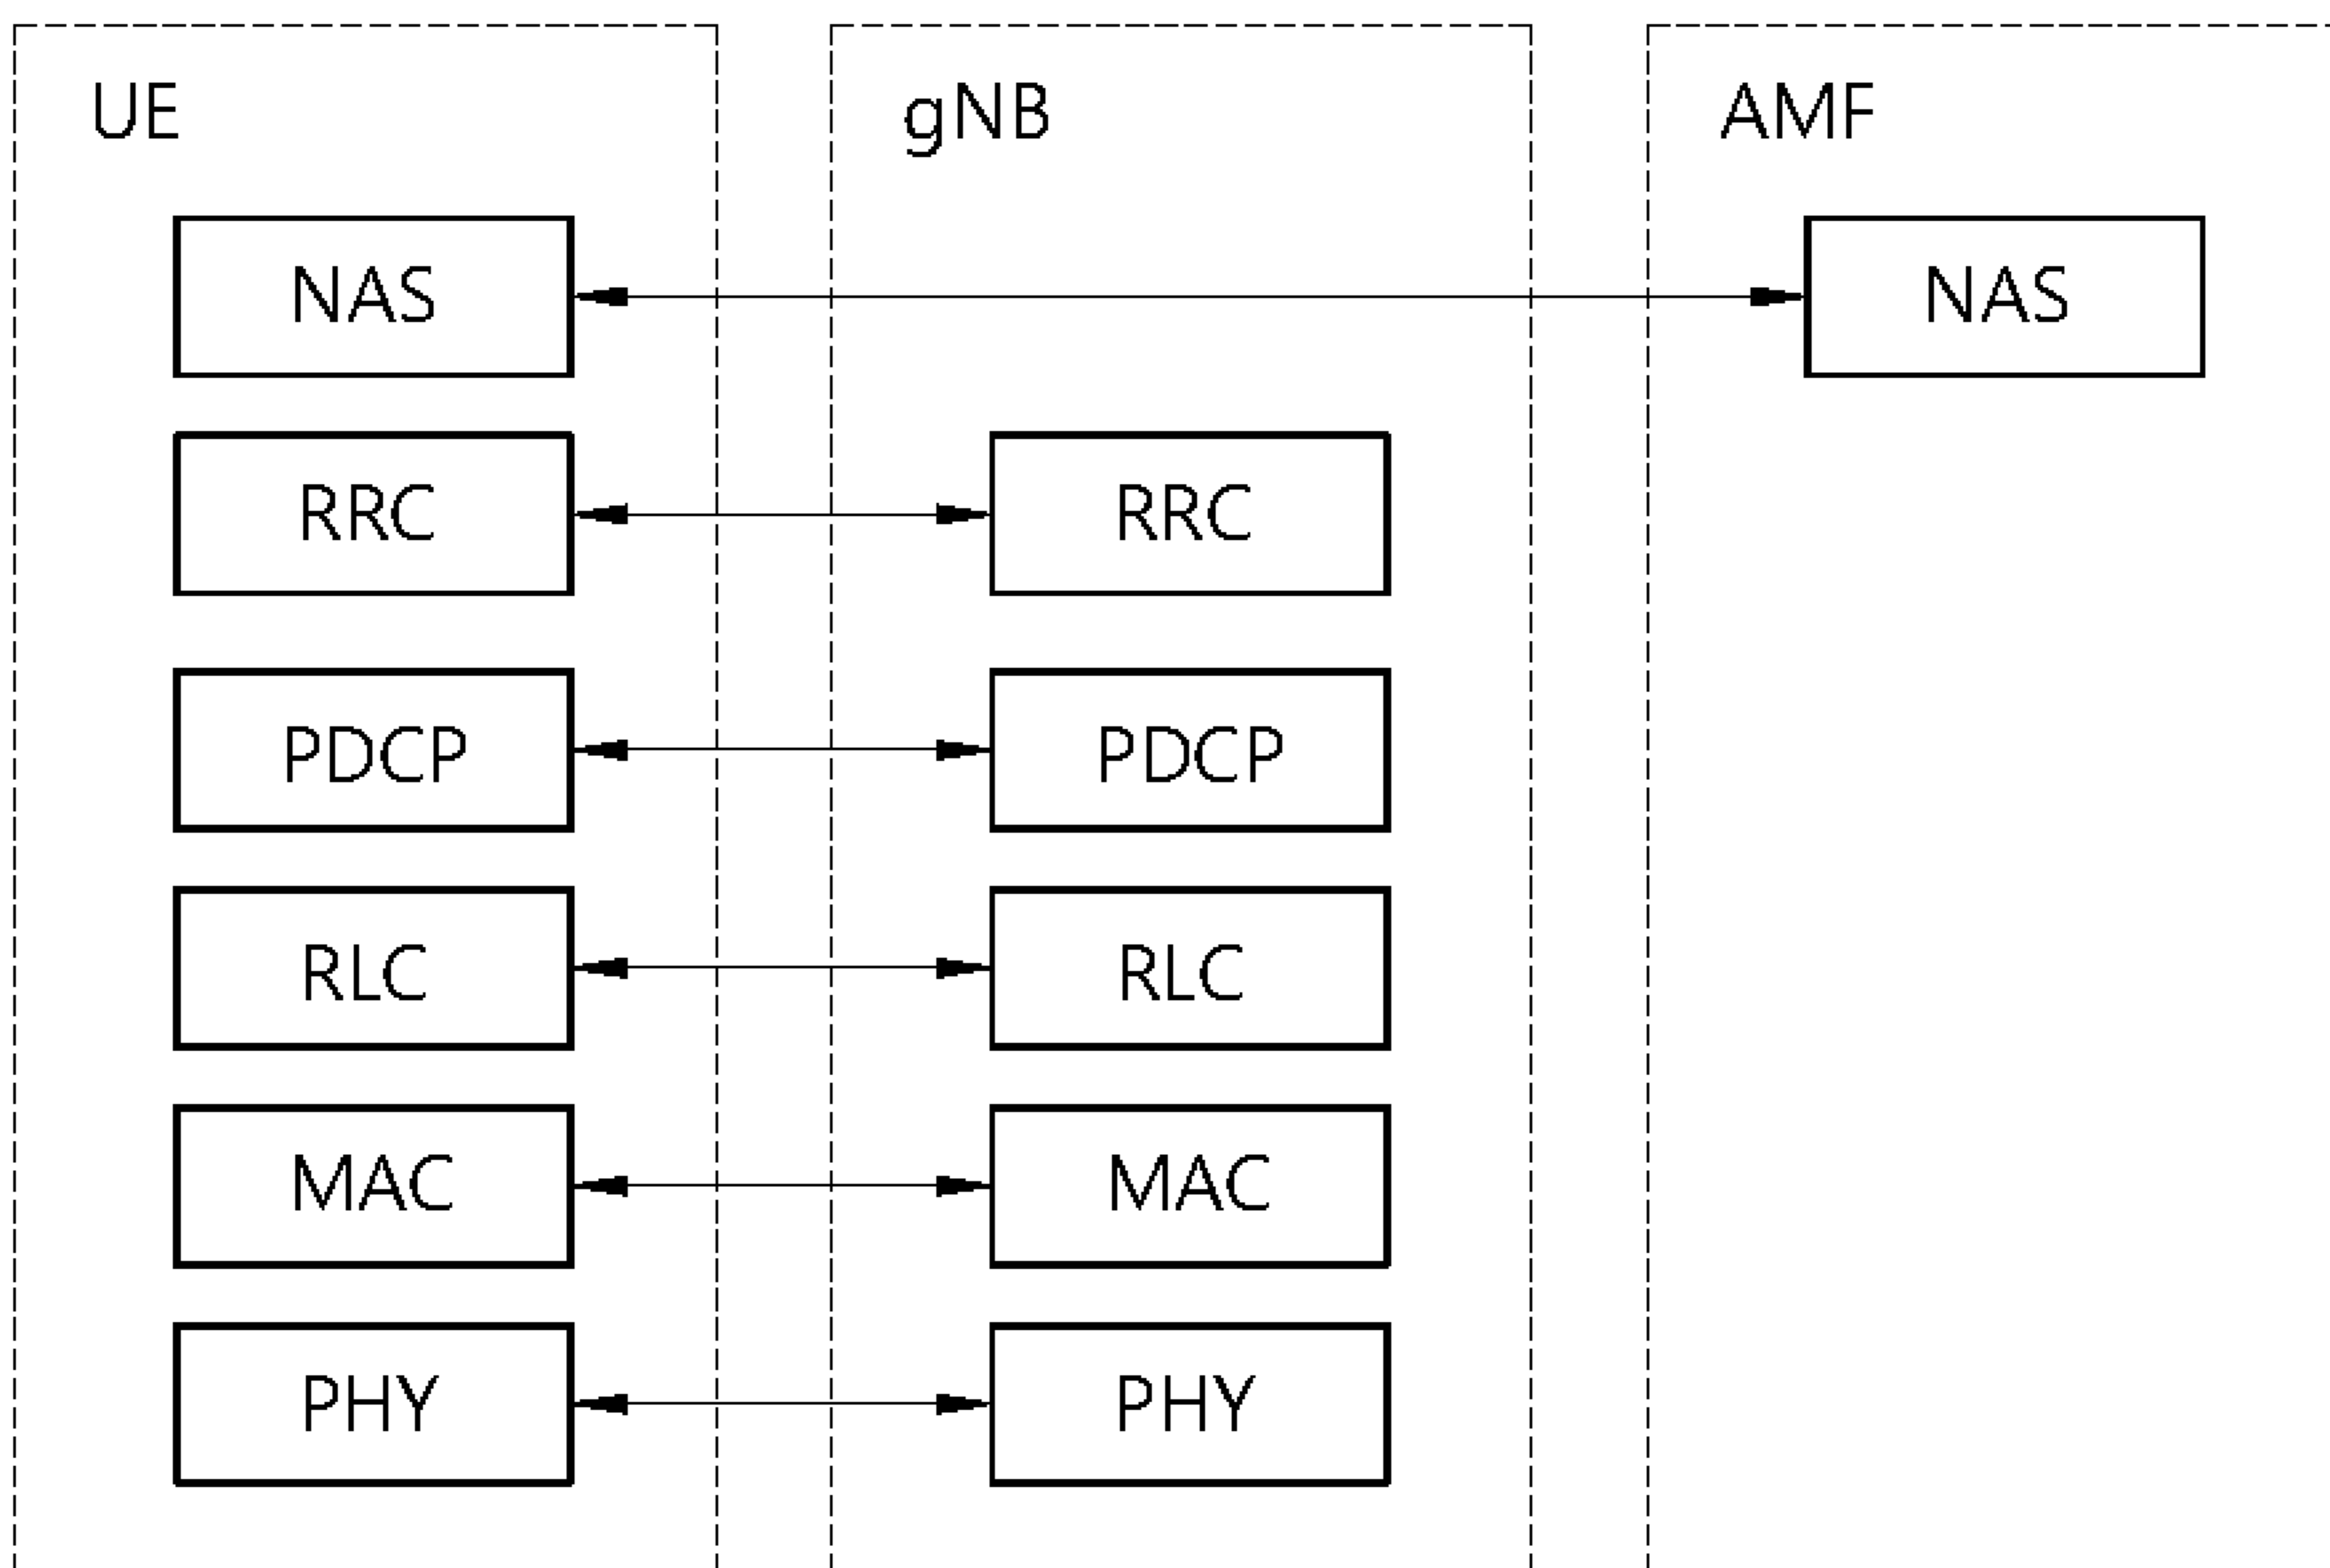 UE gNB AMF
NAS NAS
RRC RRC
PDCP PDCP
RLC RLC
MAC MAC
PHY PHY